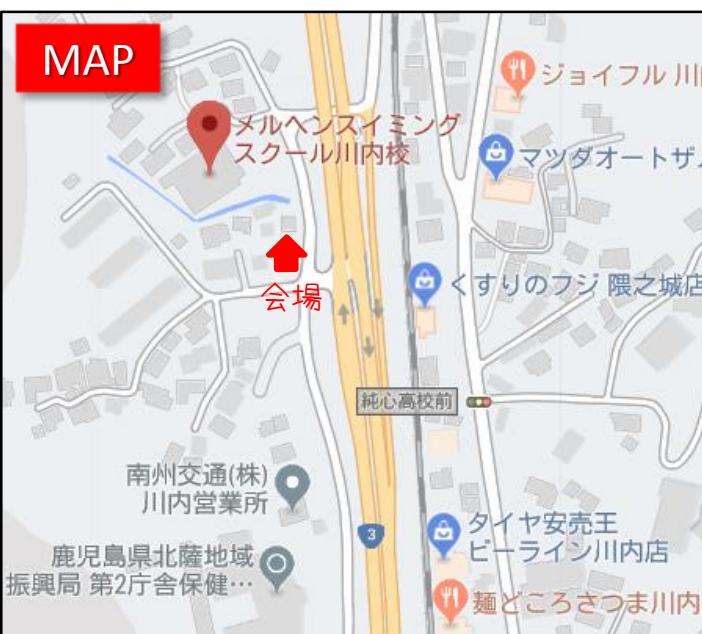 MAP
ジョイフル 川
メルヘンスイミング
スクール川内校
マツダオートザ
会場
くすりのフジ 隈之城店
純心高校前
南州交通(株)
川内営業所
3
タイヤ安売王
ビーライン川内店
鹿児島県北薩地域
振興局 第2庁舎保健…
麺どころさつま川内